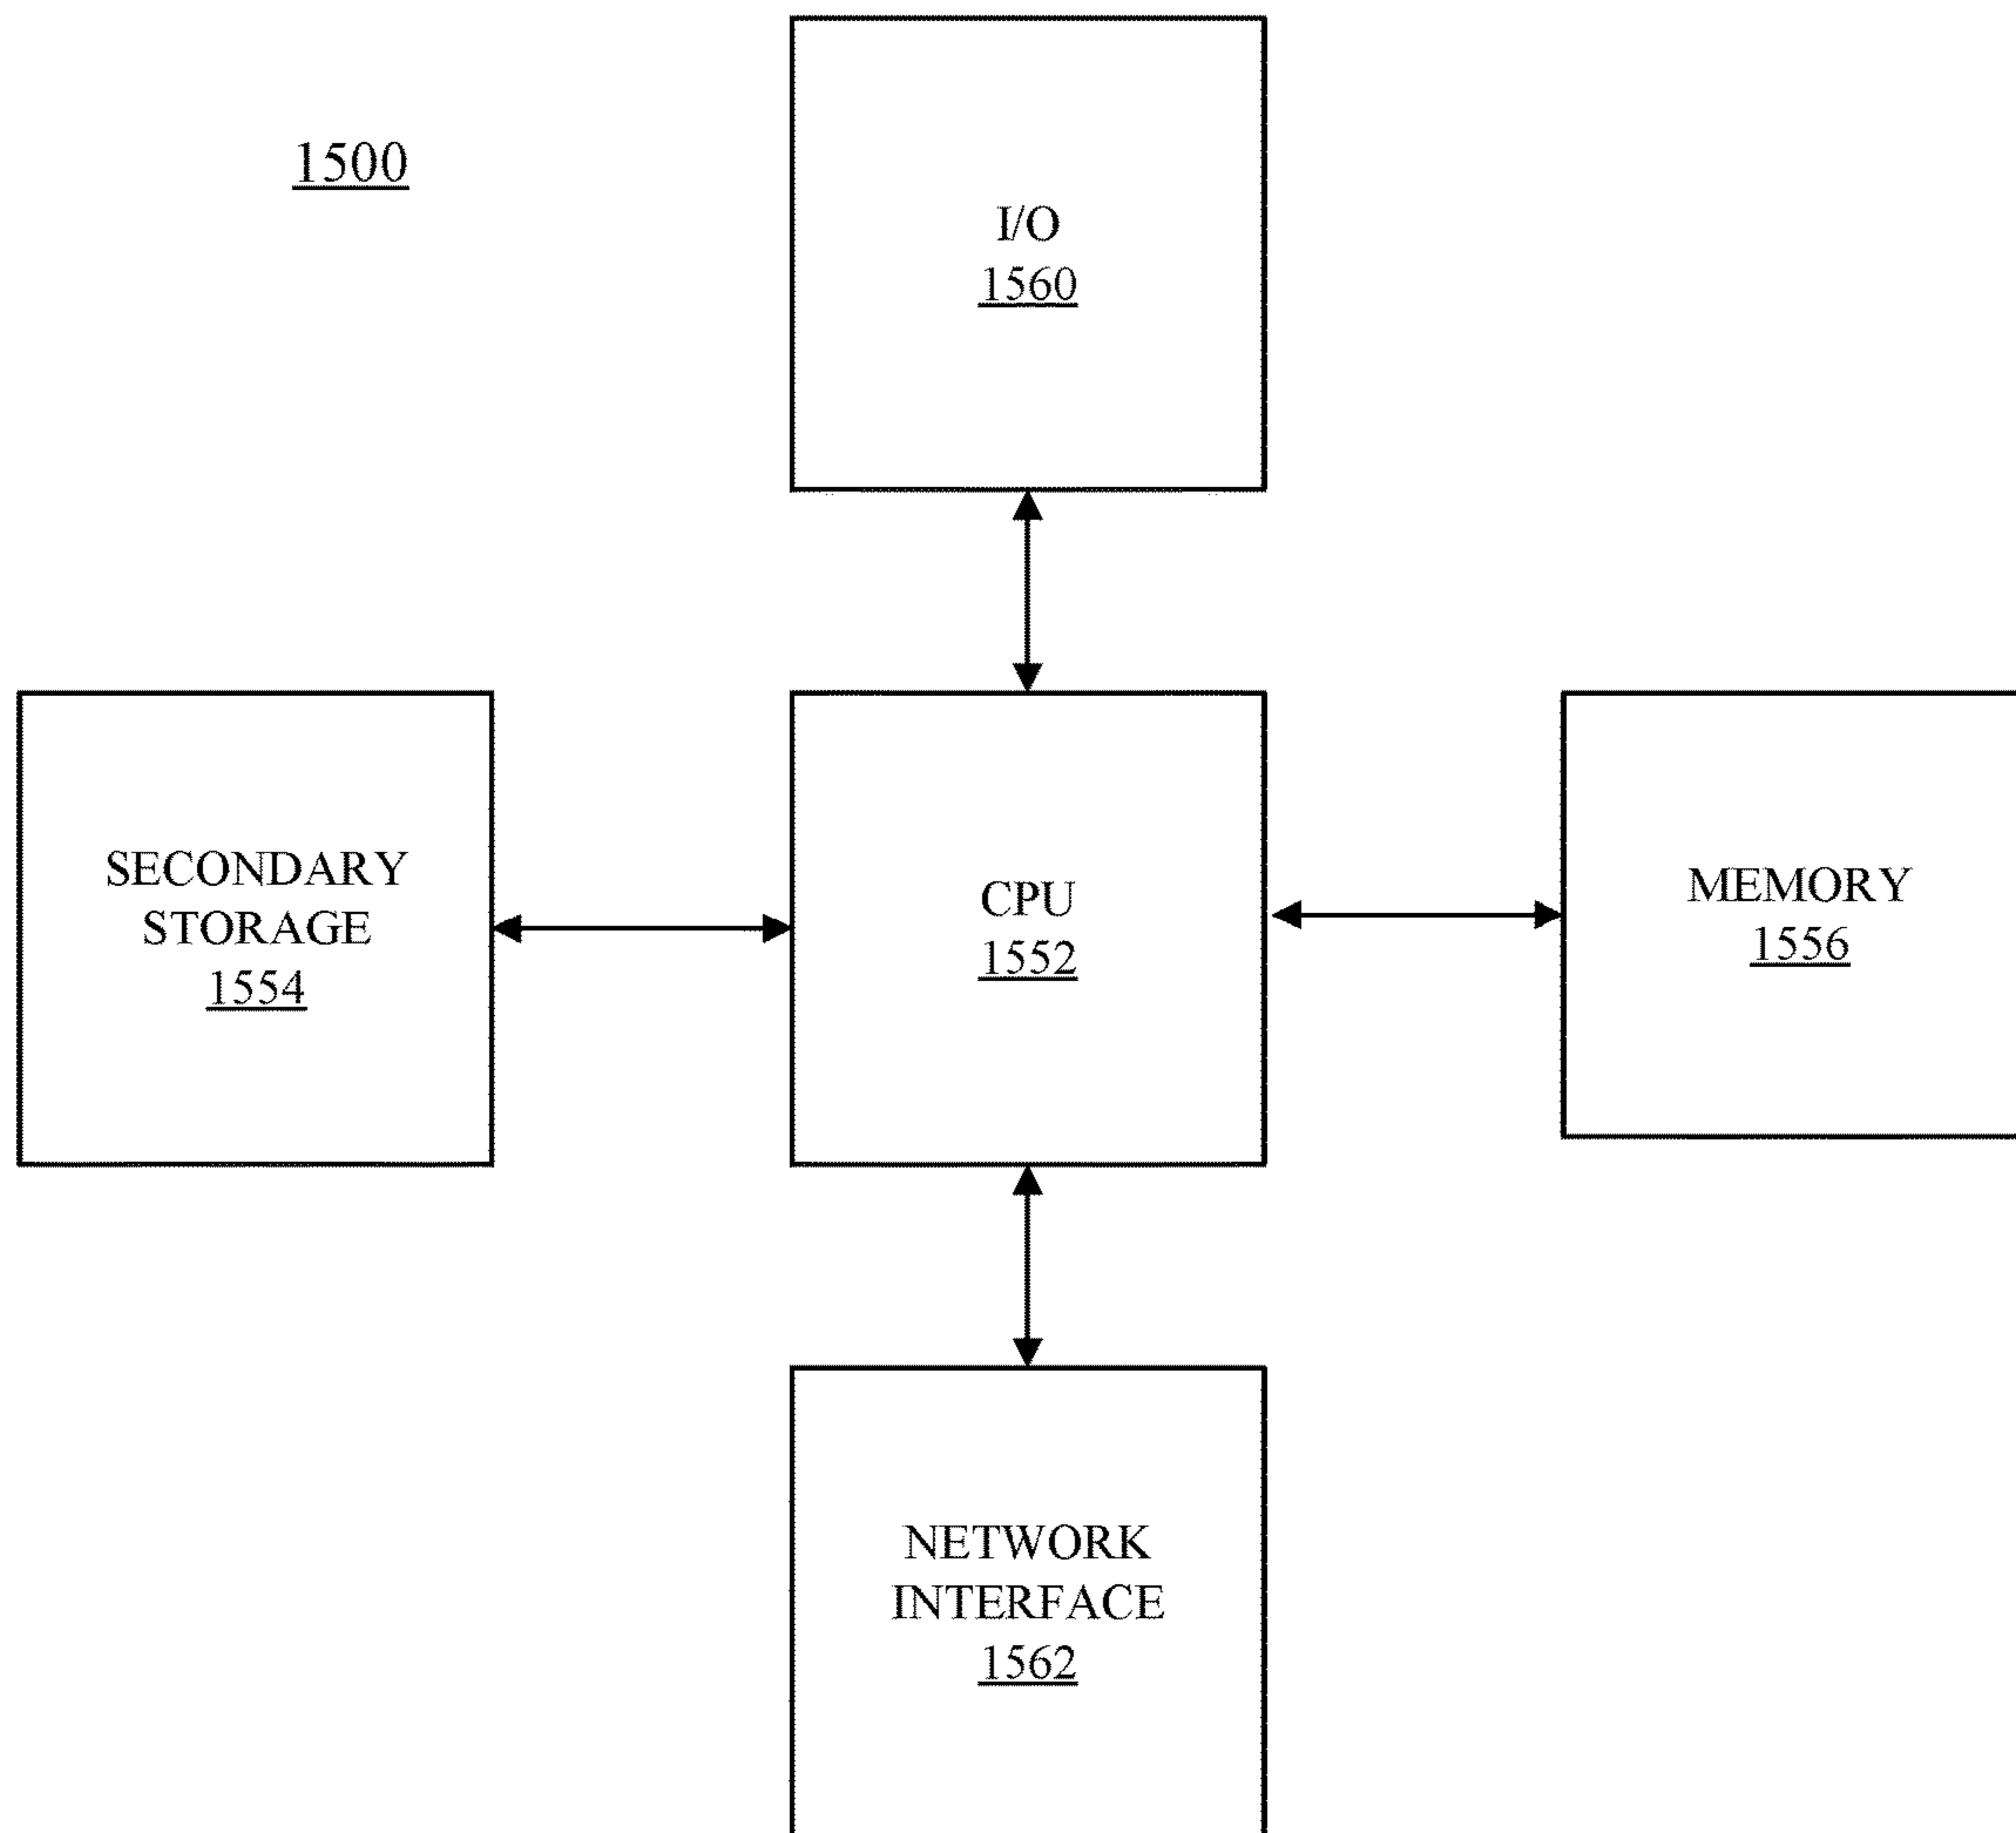 1500
I/O
1560
SECONDARY
STORAGE
1554
CPU
1552
MEMORY
1556
NETWORK
INTERFACE
1562